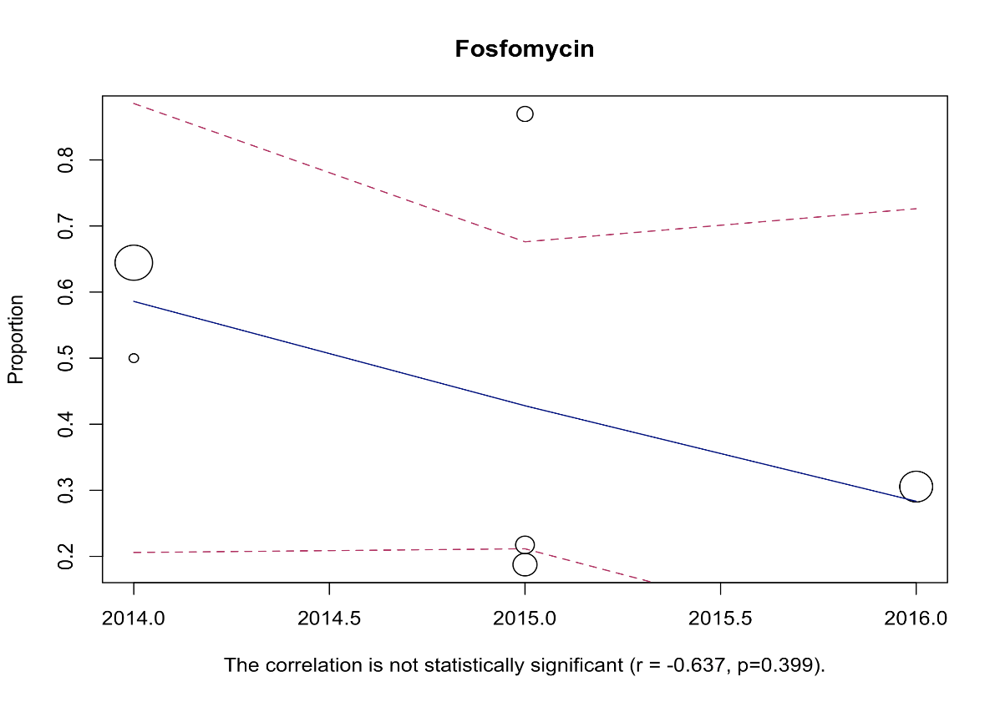 Fosfomycin
Proportion
0.8
0.7
0.6
0.5
0.4
0.3
0.2
2014.0 2014.5 2015.0 2015.5 2016.0
The correlation is not statistically significant (r = -0.637, p=0.399).